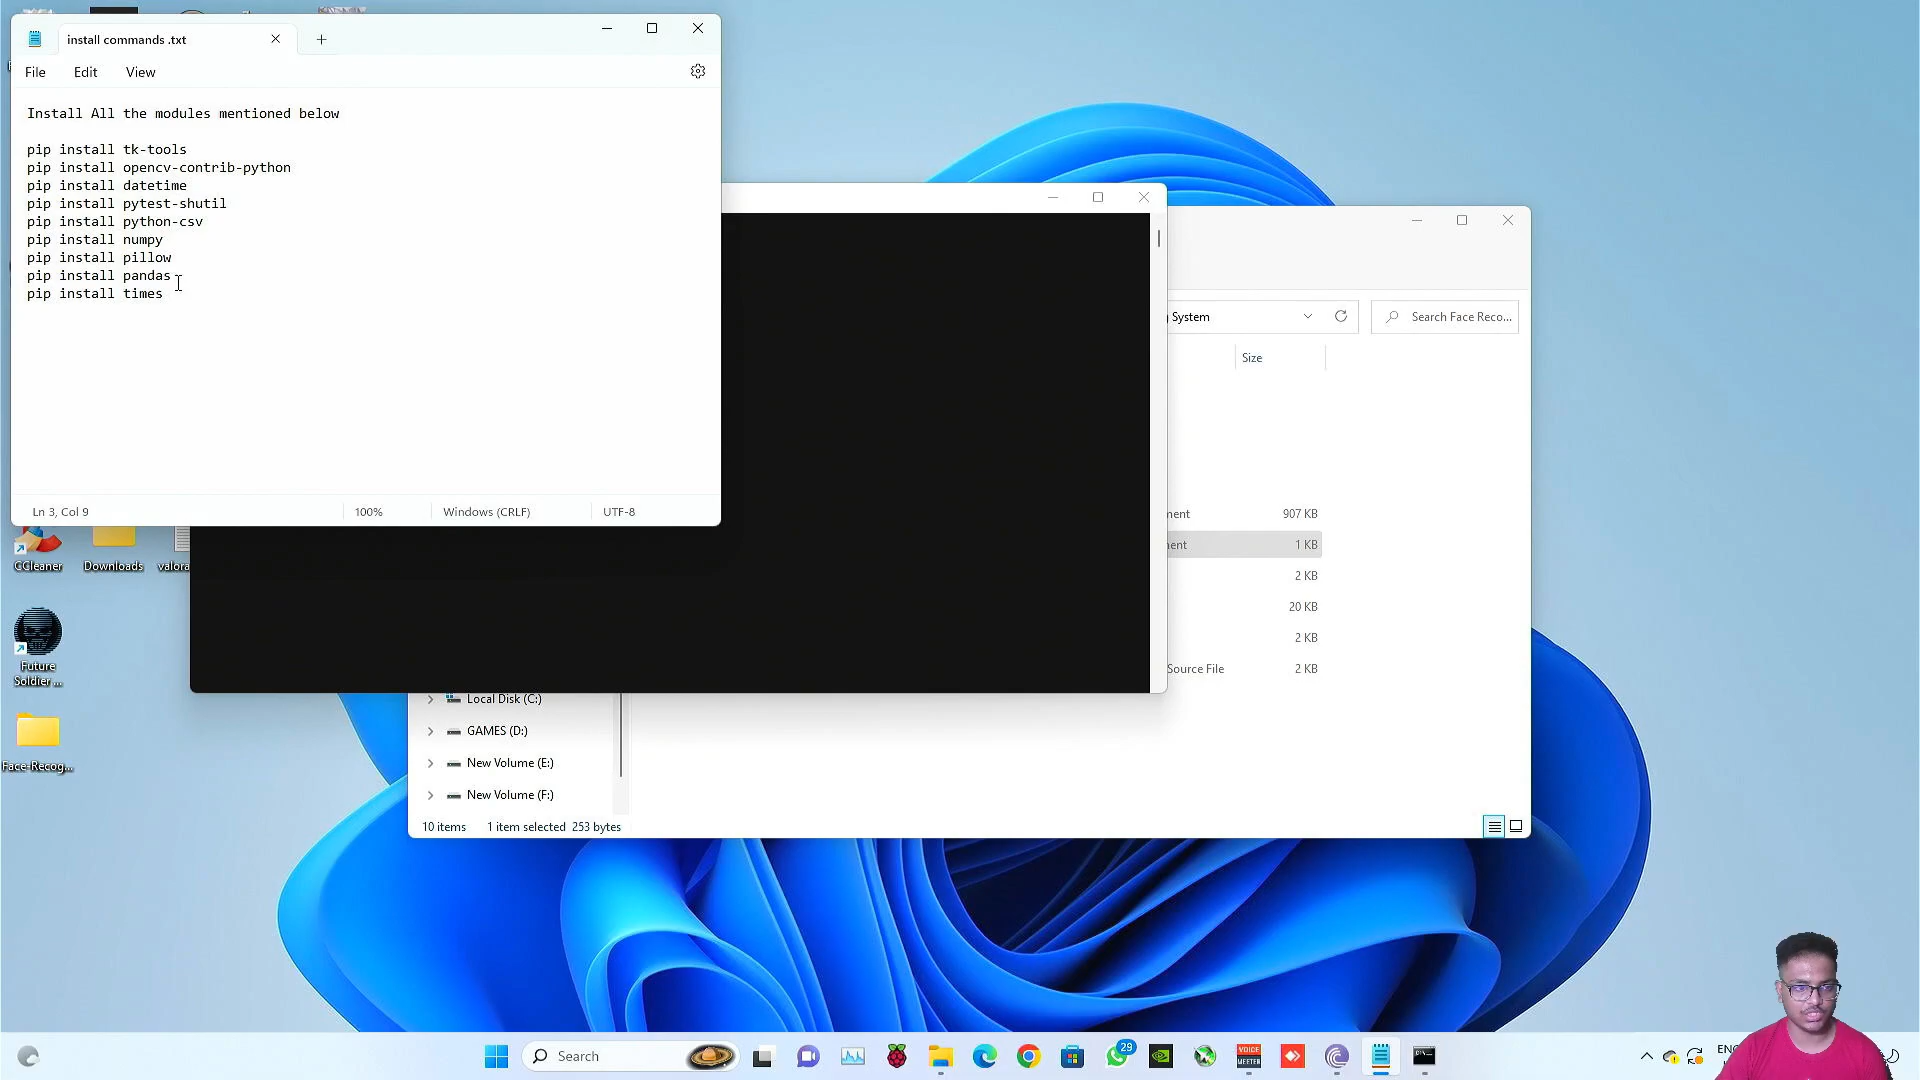 install commands .txt
File
Edit
View
Install All the modules mentioned below
pip install tk-tools
pip install opencv-contrib-python
pip install datetime
pip install pytest-shutil
pip install python-csv
pip install numpy
pip install pillow
pip install pandas
pip install times
Ln 3, Col 9
100%
Windows (CRLF)
UTF-8
System
Search Face Reco...
Size
907 KB
1 KB
2 KB
20 KB
2 KB
Source File
2 KB
CCleaner
Downloads
Future
Soldier ...
Face-Recog...
Local Disk (C:)
GAMES (D:)
New Volume (E:)
New Volume (F:)
10 items
1 item selected 253 bytes
Search
29
VOICE
MEETER